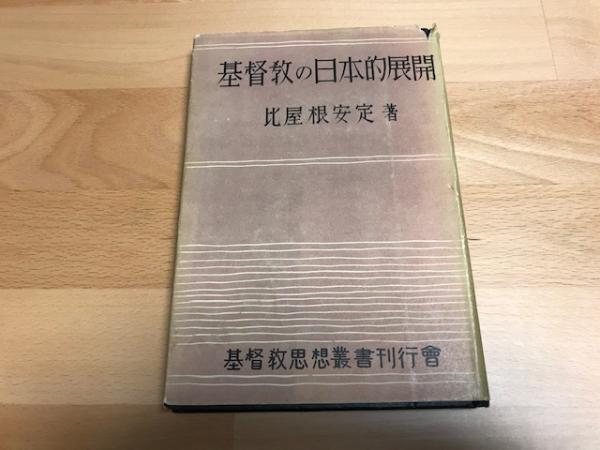 基督教の日本的展開
比屋根安定著
基督教思想叢書刊行會